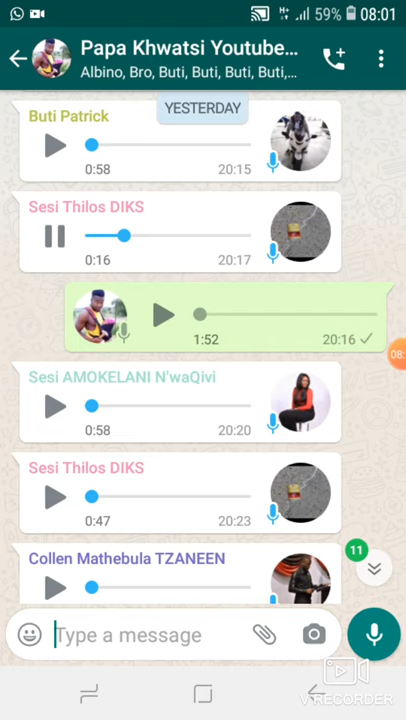 59% 08:01
Papa Khwatsi Youtube...
Albino, Bro, Buti, Buti, Buti, Buti,...
YESTERDAY
Buti Patrick
0:58 20:15
Sesi Thilos DIKS
0:16 20:17
1:52 20:16
08:
Sesi AMOKELANI N'waQivi
0:58 20:20
Sesi Thilos DIKS
0:47 20:23
Collen Mathebula TZANEEN
11
Type a message
V RECORDER